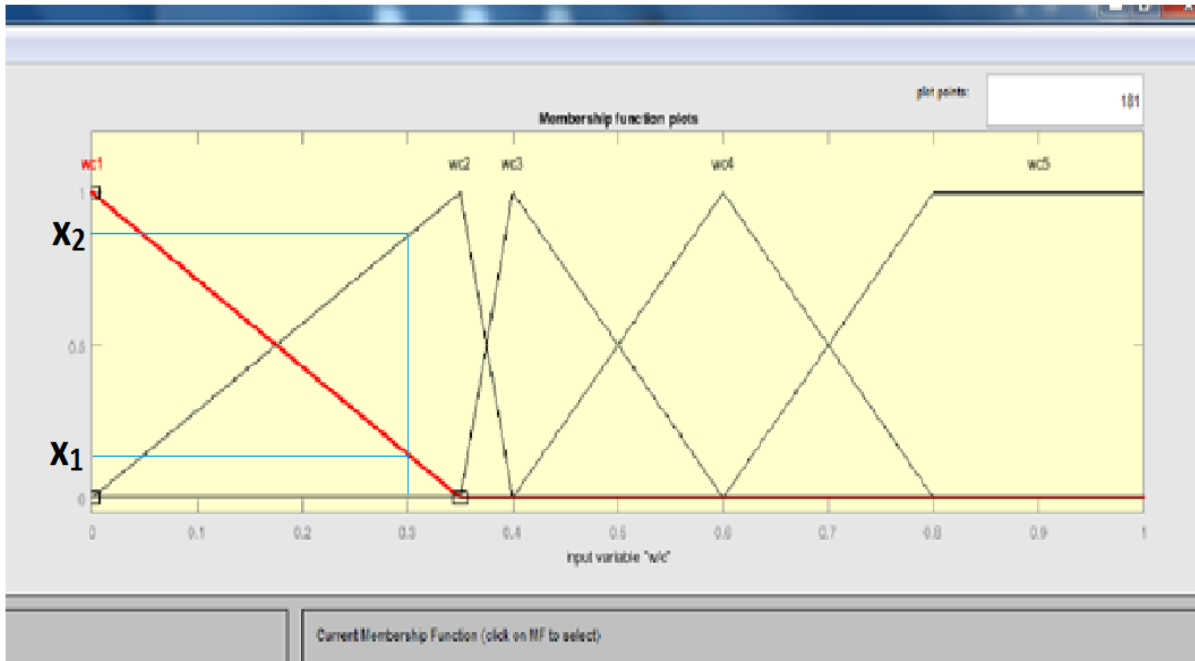 plot points:
181
Membership function plots
wc1 wc2 wc3 wc4 wc5
1
X2
0.5
X1
0
0 0.1 0.2 0.3 0.4 0.5 0.6 0.7 0.8 0.9 1
input variable "w/c"
Current Membership Function (click on MF to select)